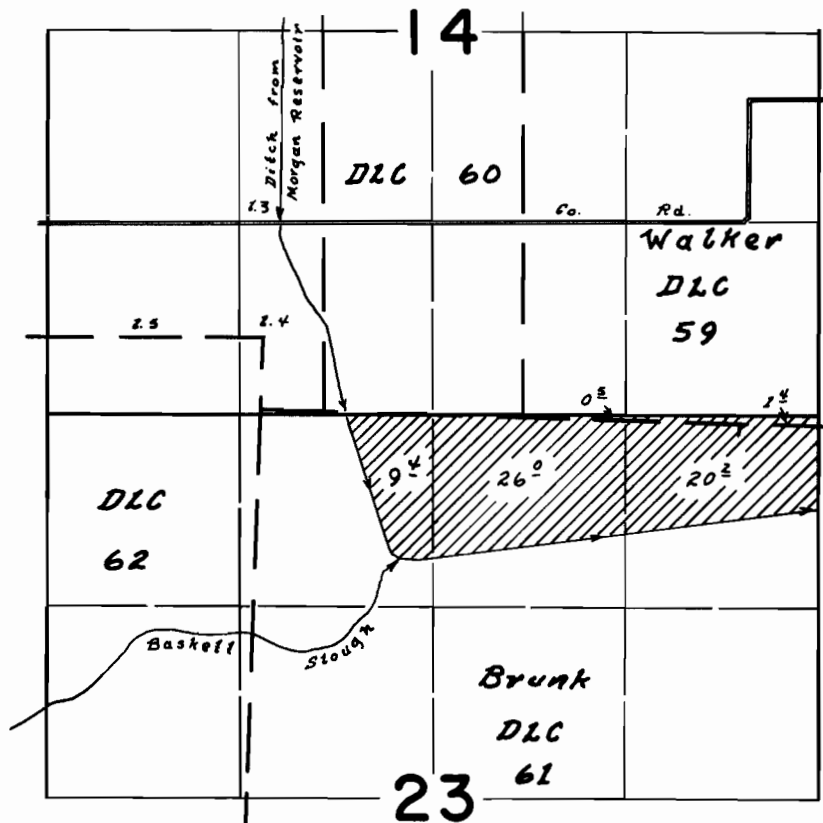 14
Ditch from
Morgan Reservoir
DLC 60
1.3
Co. Rd.
Walker
DLC
59
2.5
2.4
0 5
1 4
9 4
26 0
20 2
DLC
62
Baskell Slough
Brunk
DLC
61
23